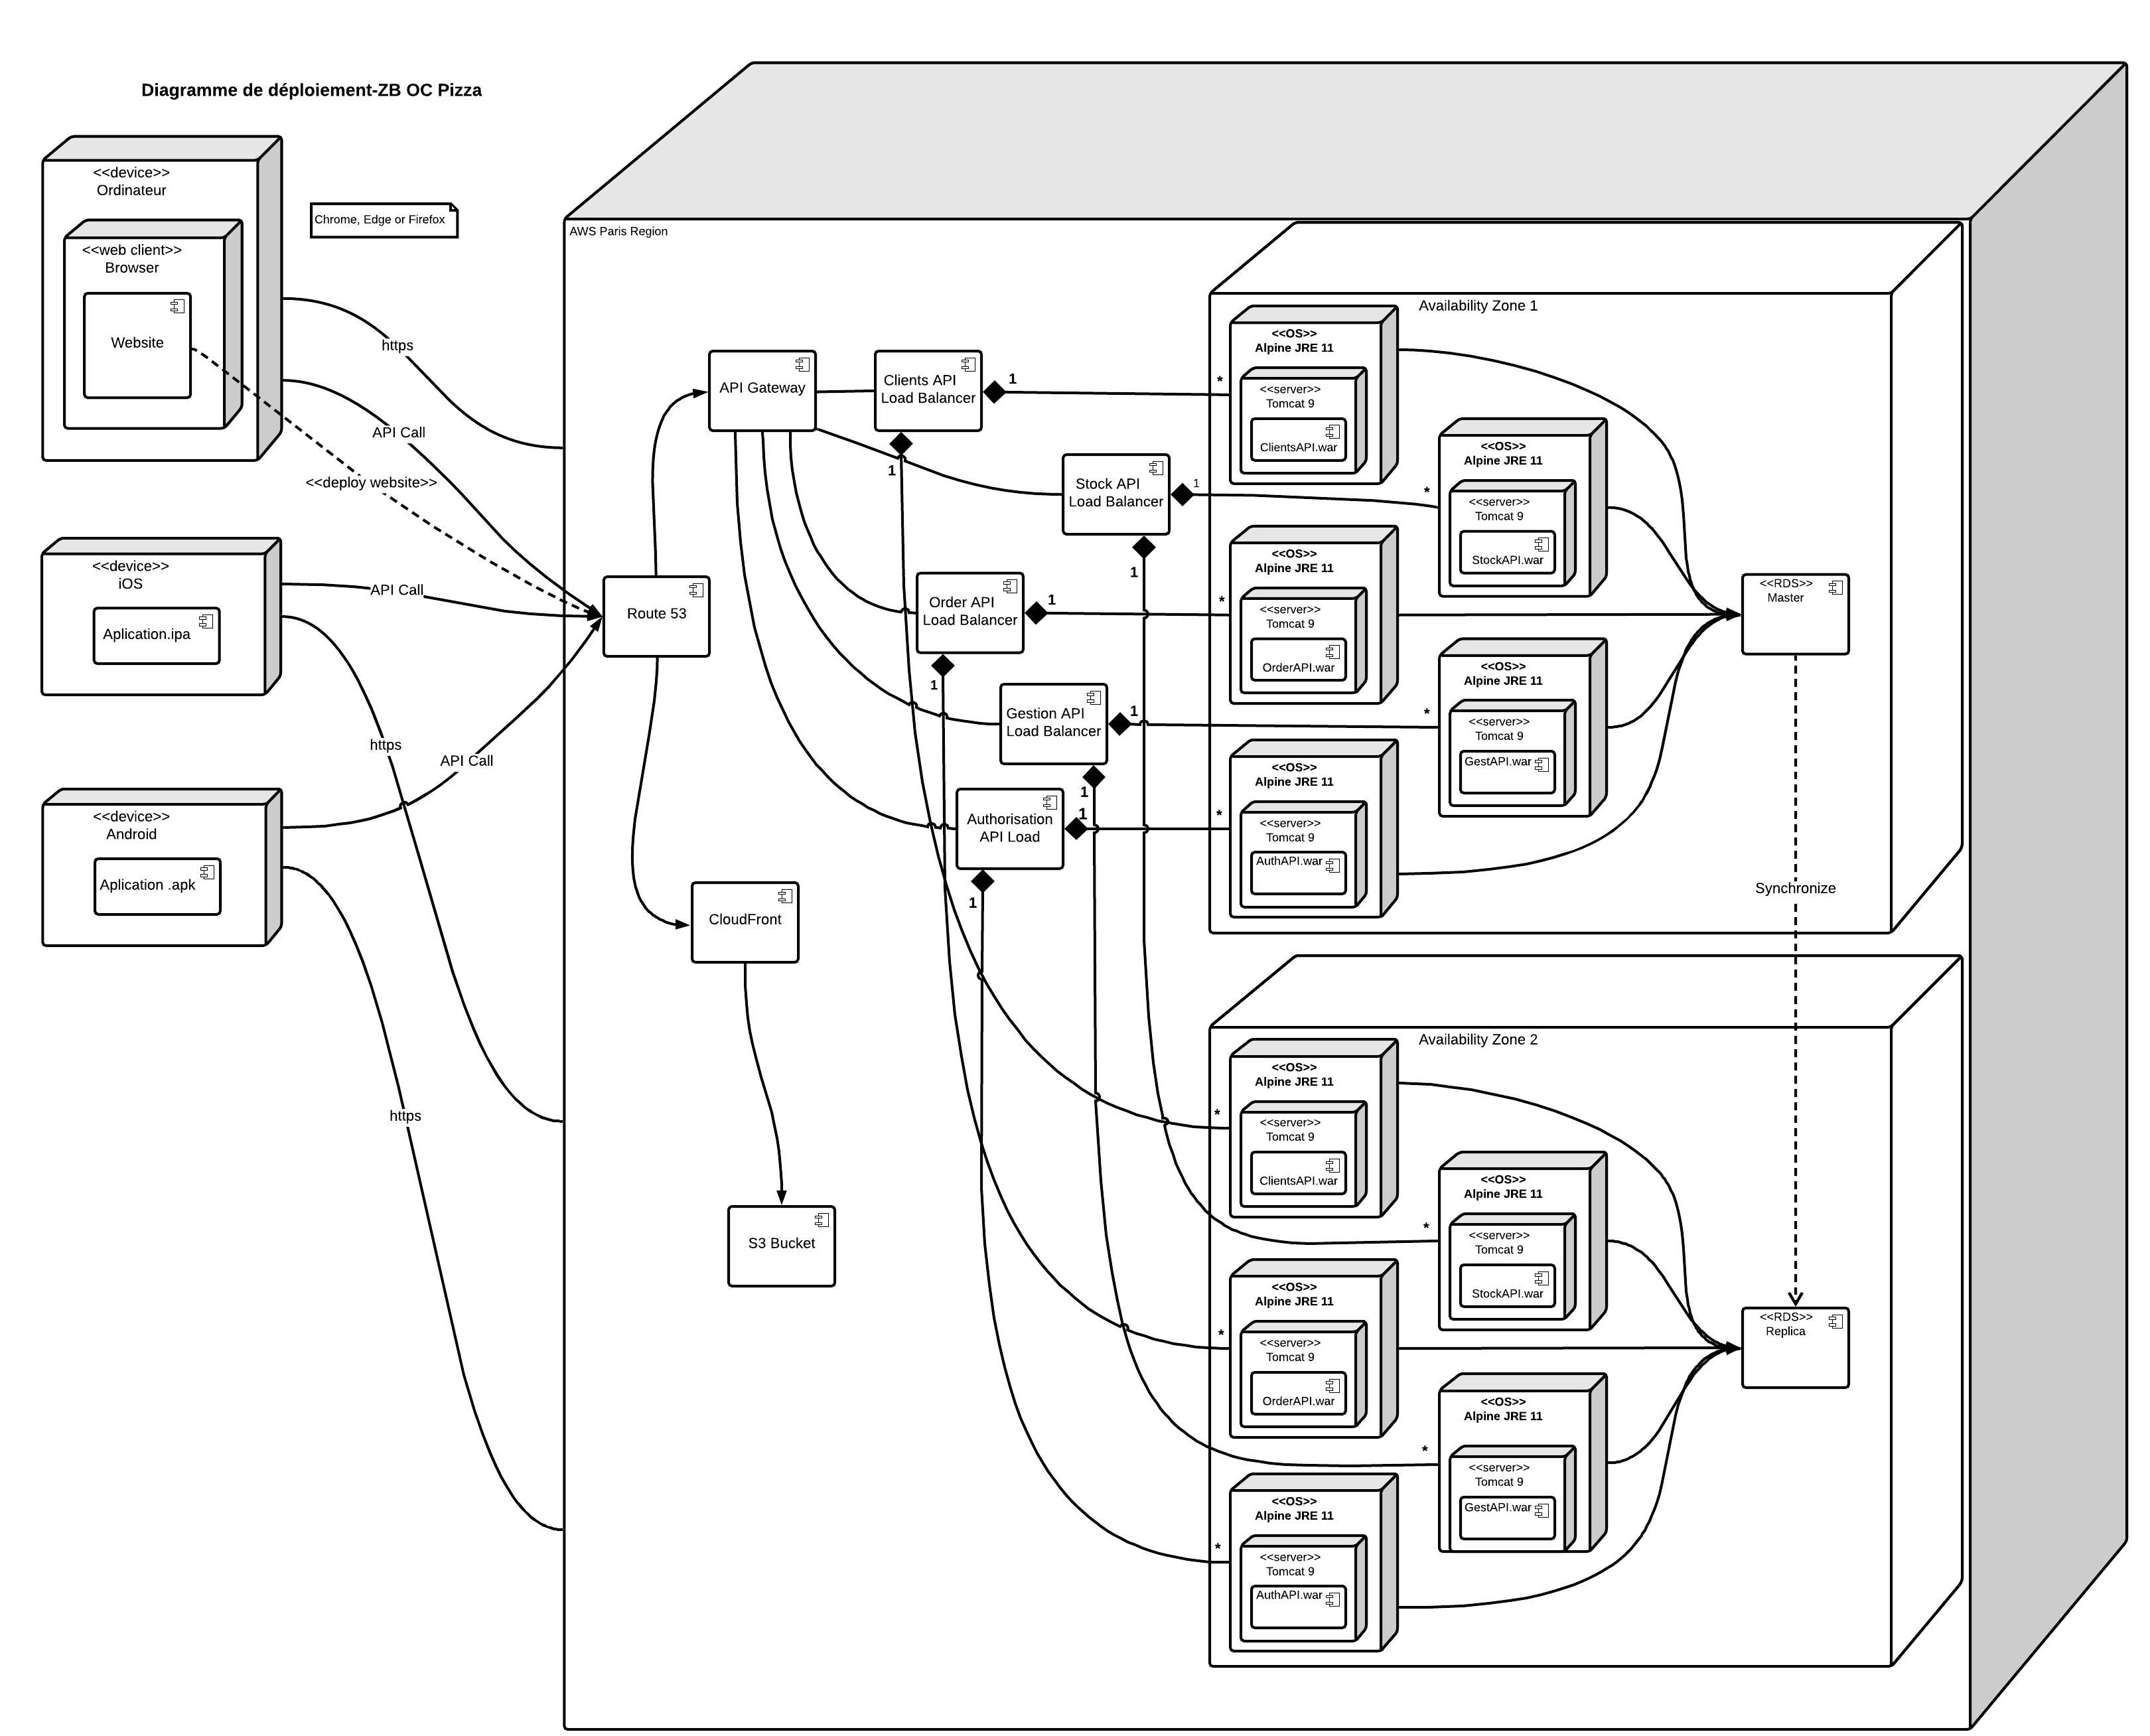 Diagramme de déploiement-ZB OC Pizza
<<device>>
Ordinateur
<<web client>>
Browser
Website
Chrome, Edge or Firefox
https
API Call
<<deploy website>>
<<device>>
iOS
Aplication.ipa
API Call
https
<<device>>
Android
Aplication .apk
API Call
https
AWS Paris Region
Route 53
API Gateway
CloudFront
S3 Bucket
Clients API
Load Balancer
1
1
Stock API
Load Balancer
1
1
Order API
Load Balancer
1
1
Gestion API
Load Balancer
1
1
Authorisation
API Load
1
1
Availability Zone 1
*
<<OS>>
Alpine JRE 11
<<server>>
Tomcat 9
ClientsAPI.war
*
<<OS>>
Alpine JRE 11
<<server>>
Tomcat 9
StockAPI.war
*
<<OS>>
Alpine JRE 11
<<server>>
Tomcat 9
OrderAPI.war
*
<<OS>>
Alpine JRE 11
<<server>>
Tomcat 9
GestAPI.war
*
<<OS>>
Alpine JRE 11
<<server>>
Tomcat 9
AuthAPI.war
<<RDS>>
Master
Synchronize
Availability Zone 2
*
<<OS>>
Alpine JRE 11
<<server>>
Tomcat 9
ClientsAPI.war
*
<<OS>>
Alpine JRE 11
<<server>>
Tomcat 9
StockAPI.war
*
<<OS>>
Alpine JRE 11
<<server>>
Tomcat 9
OrderAPI.war
*
<<OS>>
Alpine JRE 11
<<server>>
Tomcat 9
GestAPI.war
*
<<OS>>
Alpine JRE 11
<<server>>
Tomcat 9
AuthAPI.war
<<RDS>>
Replica